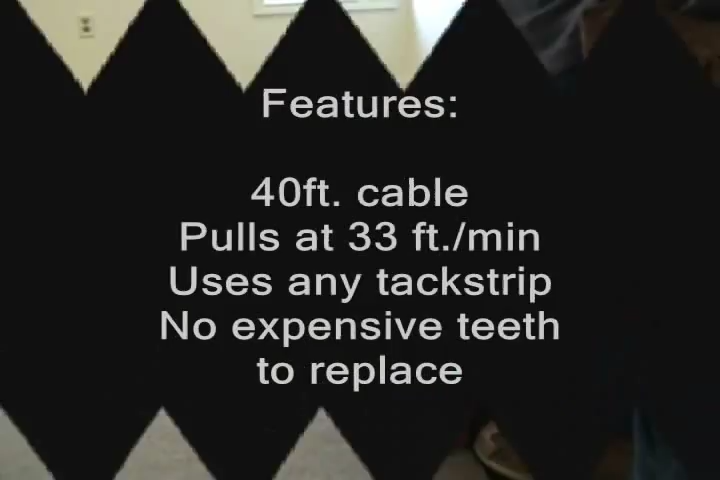 Features:
40ft. cable
Pulls at 33 ft./min
Uses any tackstrip
No expensive teeth
to replace